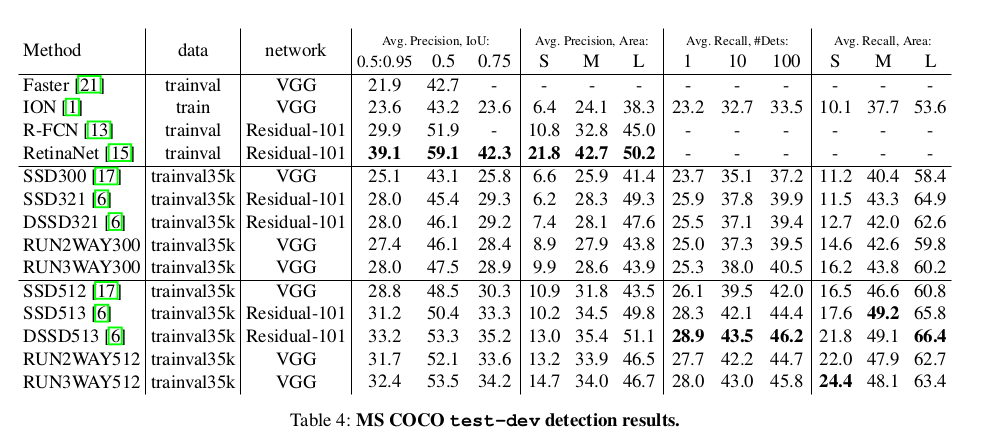 Method data network Avg. Precision, IoU: Avg. Precision, Area: Avg. Recall, #Dets: Avg. Recall, Area:
0.5:0.95 0.5 0.75 S M L 1 10 100 S M L
Faster [21] trainval VGG 21.9 42.7 - - - - - - - - - -
ION [1] train VGG 23.6 43.2 23.6 6.4 24.1 38.3 23.2 32.7 33.5 10.1 37.7 53.6
R-FCN [13] trainval Residual-101 29.9 51.9 - 10.8 32.8 45.0 - - - - - -
RetinaNet [15] trainval Residual-101 39.1 59.1 42.3 21.8 42.7 50.2 - - - - - -
SSD300 [17] trainval35k VGG 25.1 43.1 25.8 6.6 25.9 41.4 23.7 35.1 37.2 11.2 40.4 58.4
SSD321 [6] trainval35k Residual-101 28.0 45.4 29.3 6.2 28.3 49.3 25.9 37.8 39.9 11.5 43.3 64.9
DSSD321 [6] trainval35k Residual-101 28.0 46.1 29.2 7.4 28.1 47.6 25.5 37.1 39.4 12.7 42.0 62.6
RUN2WAY300 trainval35k VGG 27.4 46.1 28.4 8.9 27.9 43.8 25.0 37.3 39.5 14.6 42.6 59.8
RUN3WAY300 trainval35k VGG 28.0 47.5 28.9 9.9 28.6 43.9 25.3 38.0 40.5 16.2 43.8 60.2
SSD512 [17] trainval35k VGG 28.8 48.5 30.3 10.9 31.8 43.5 26.1 39.5 42.0 16.5 46.6 60.8
SSD513 [6] trainval35k Residual-101 31.2 50.4 33.3 10.2 34.5 49.8 28.3 42.1 44.4 17.6 49.2 65.8
DSSD513 [6] trainval35k Residual-101 33.2 53.3 35.2 13.0 35.4 51.1 28.9 43.5 46.2 21.8 49.1 66.4
RUN2WAY512 trainval35k VGG 31.7 52.1 33.6 13.2 33.9 46.5 27.7 42.2 44.7 22.0 47.9 62.7
RUN3WAY512 trainval35k VGG 32.4 53.5 34.2 14.7 34.0 46.7 28.0 43.0 45.8 24.4 48.1 63.4
Table 4: MS COCO test-dev detection results.